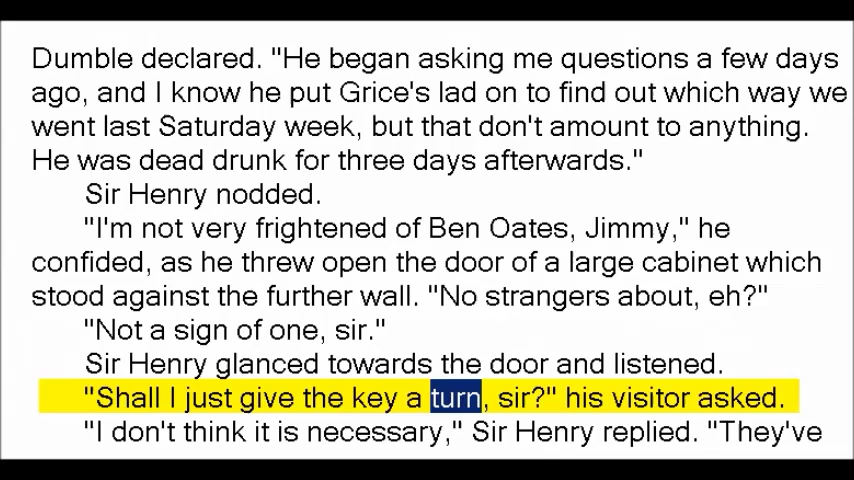 Dumble declared. "He began asking me questions a few days
ago, and I know he put Grice's lad on to find out which way we
went last Saturday week, but that don't amount to anything.
He was dead drunk for three days afterwards."
Sir Henry nodded.
"I'm not very frightened of Ben Oates, Jimmy," he
confided, as he threw open the door of a large cabinet which
stood against the further wall. "No strangers about, eh?"
"Not a sign of one, sir."
Sir Henry glanced towards the door and listened.
"Shall I just give the key a turn, sir?" his visitor asked.
"I don't think it is necessary," Sir Henry replied. "They've